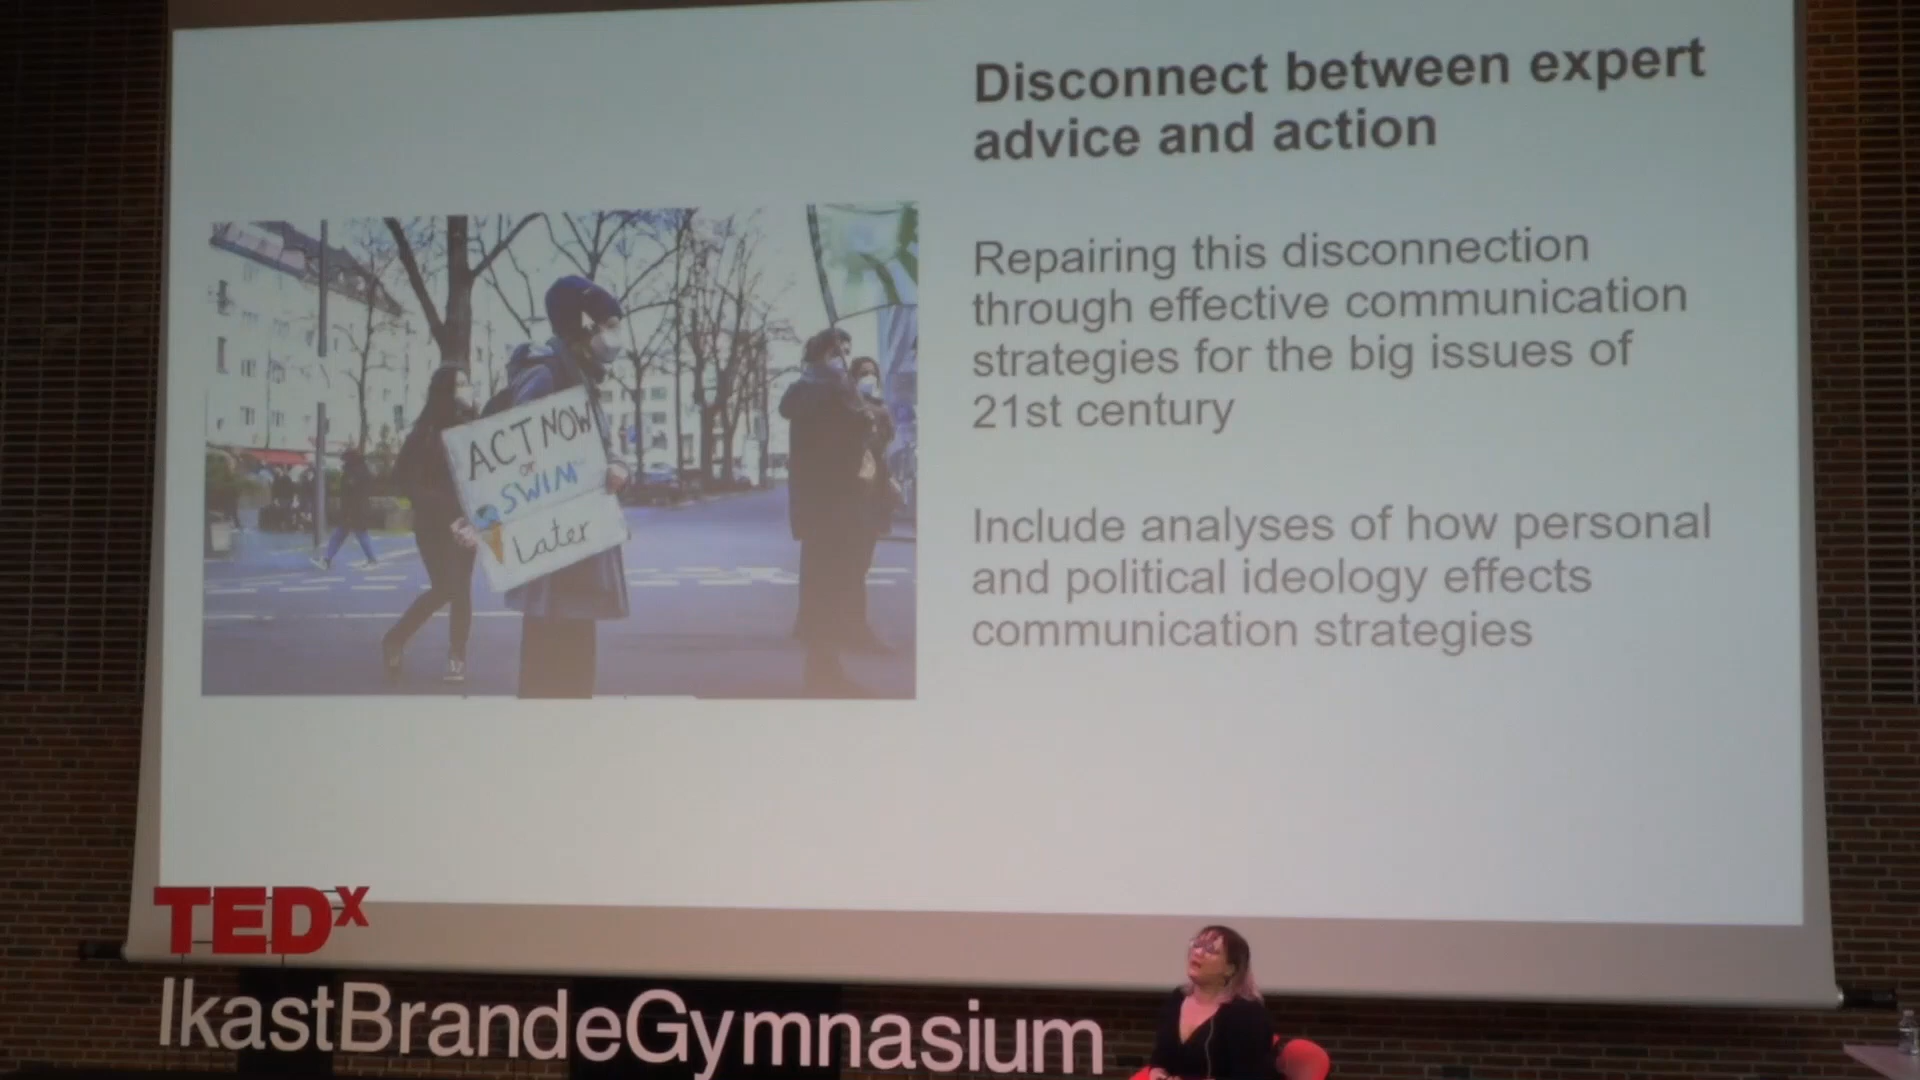 Disconnect between expert
advice and action
Repairing this disconnection
through effective communication
strategies for the big issues of
21st century
Include analyses of how personal
and political ideology effects
communication strategies
ACT NOW
or
SWIM
Later
TEDx
IkastBrandeGymnasium